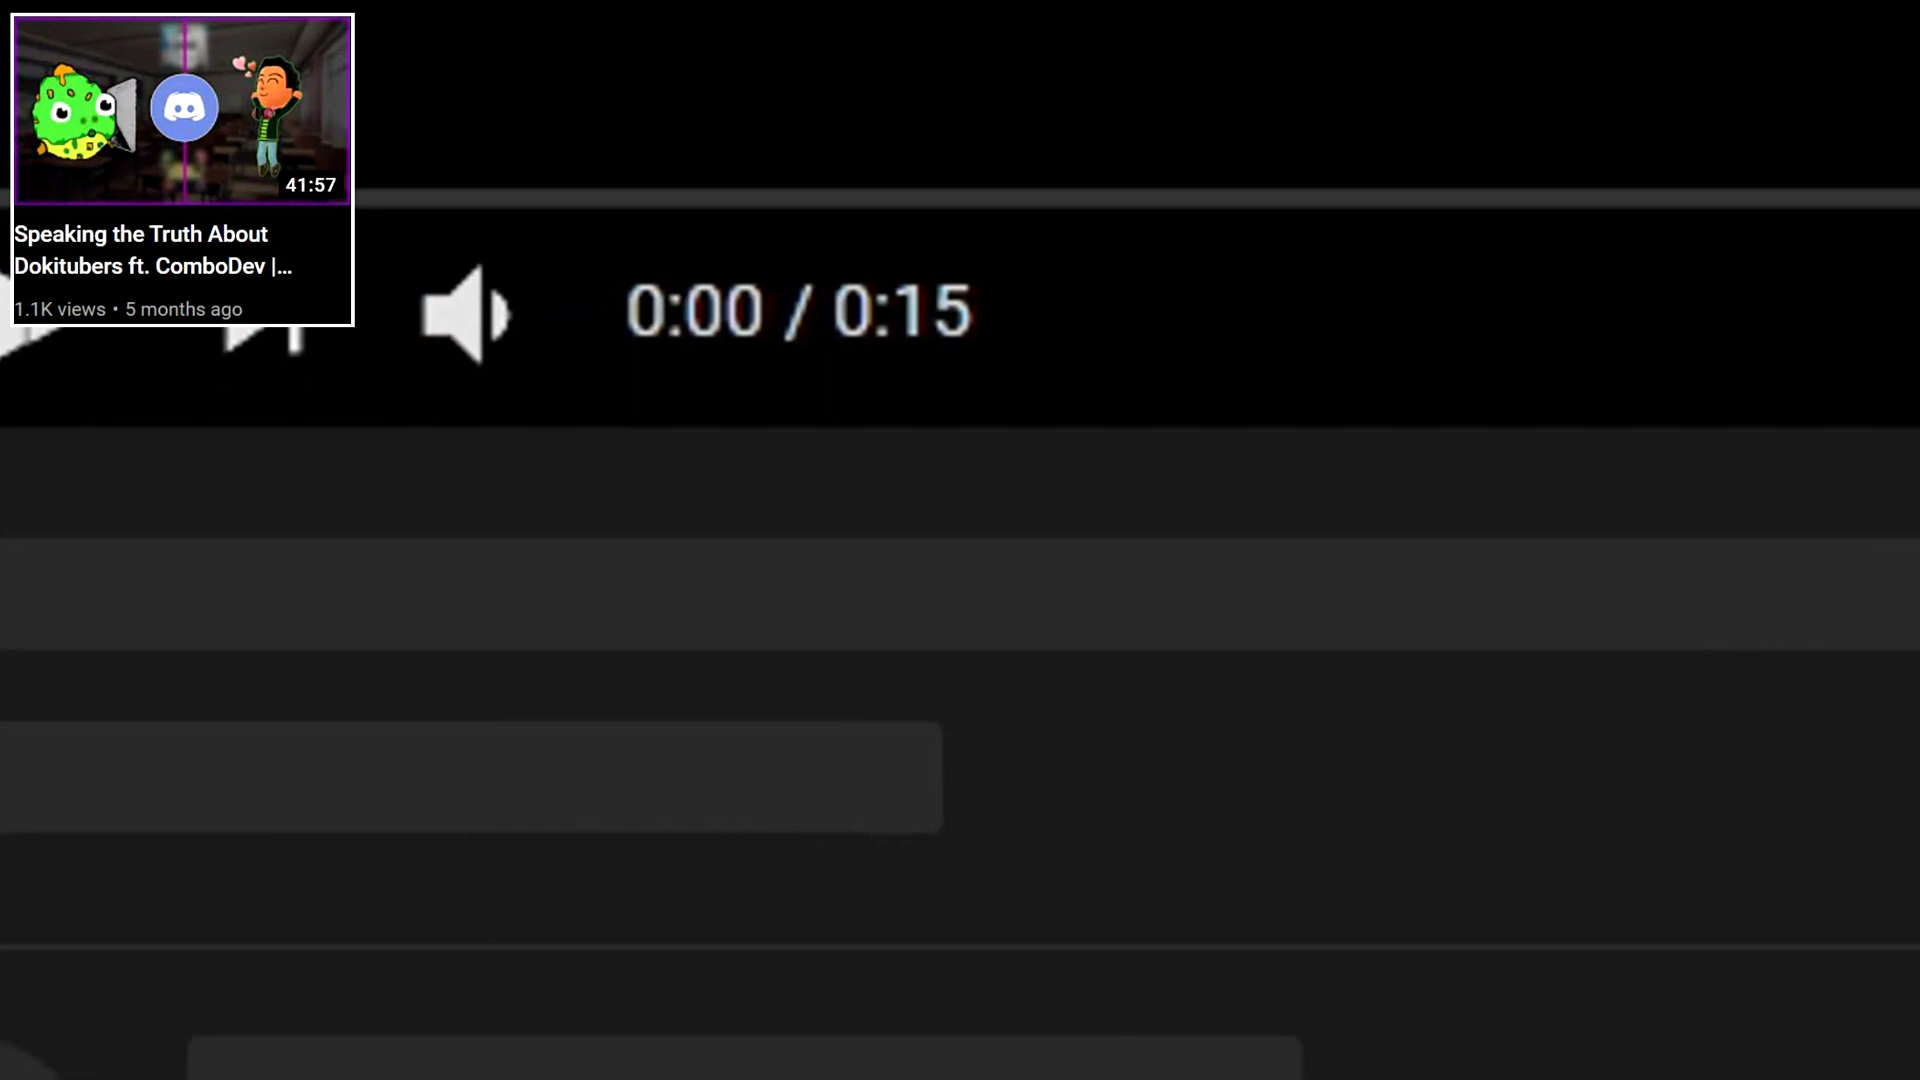 41:57
Speaking the Truth About
Dokitubers ft. ComboDev |...
1.1K views • 5 months ago
0:00 / 0:15